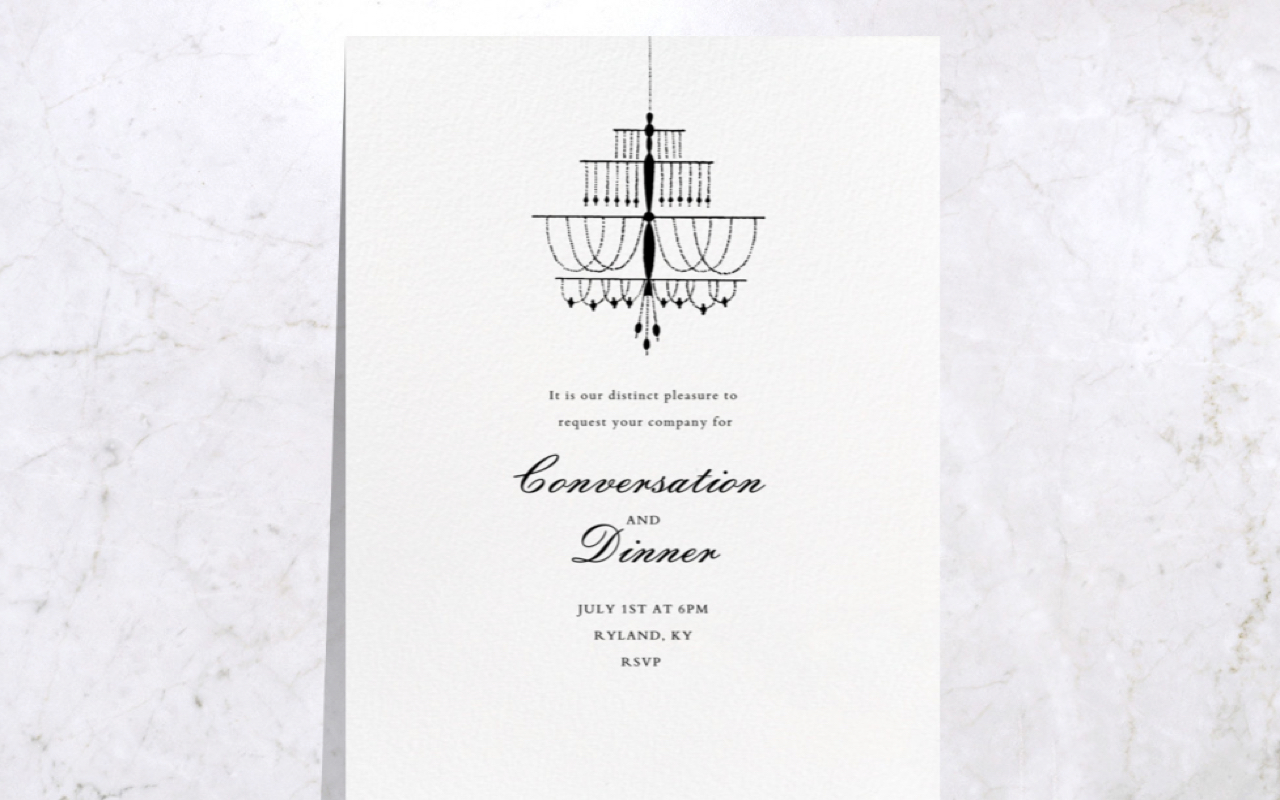 It is our distinct pleasure to
request your company for
Conversation
AND
Dinner
JULY 1ST AT 6PM
RYLAND, KY
RSVP